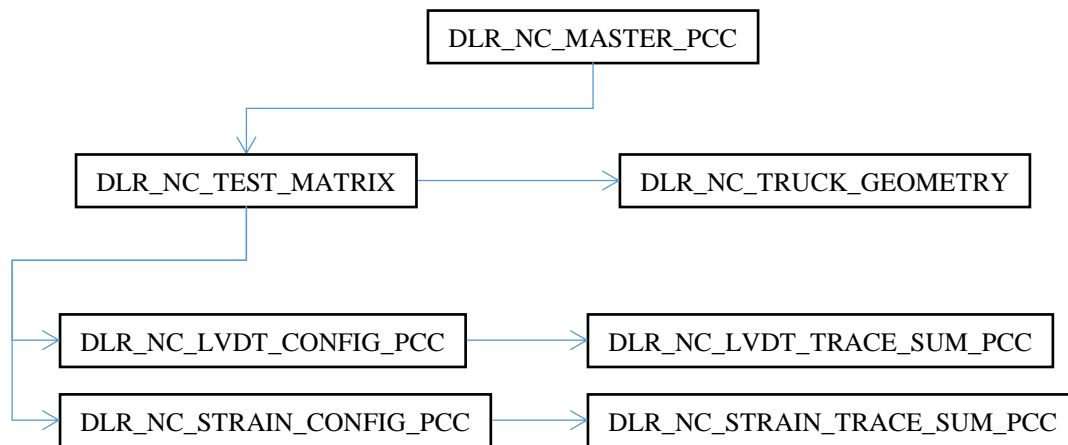 DLR_NC_MASTER_PCC
DLR_NC_TEST_MATRIX
DLR_NC_TRUCK_GEOMETRY
DLR_NC_LVDT_CONFIG_PCC
DLR_NC_LVDT_TRACE_SUM_PCC
DLR_NC_STRAIN_CONFIG_PCC
DLR_NC_STRAIN_TRACE_SUM_PCC